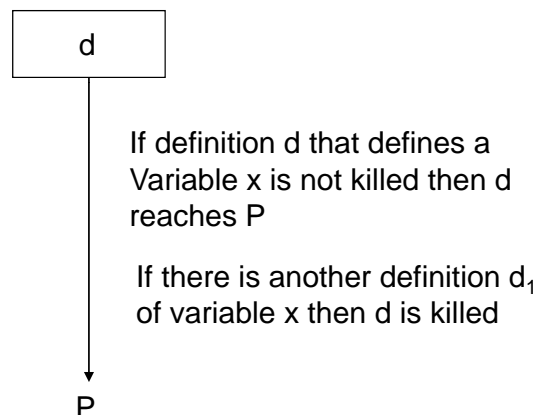 d
If definition d that defines a
Variable x is not killed then d
reaches P
If there is another definition d₁
of variable x then d is killed
P